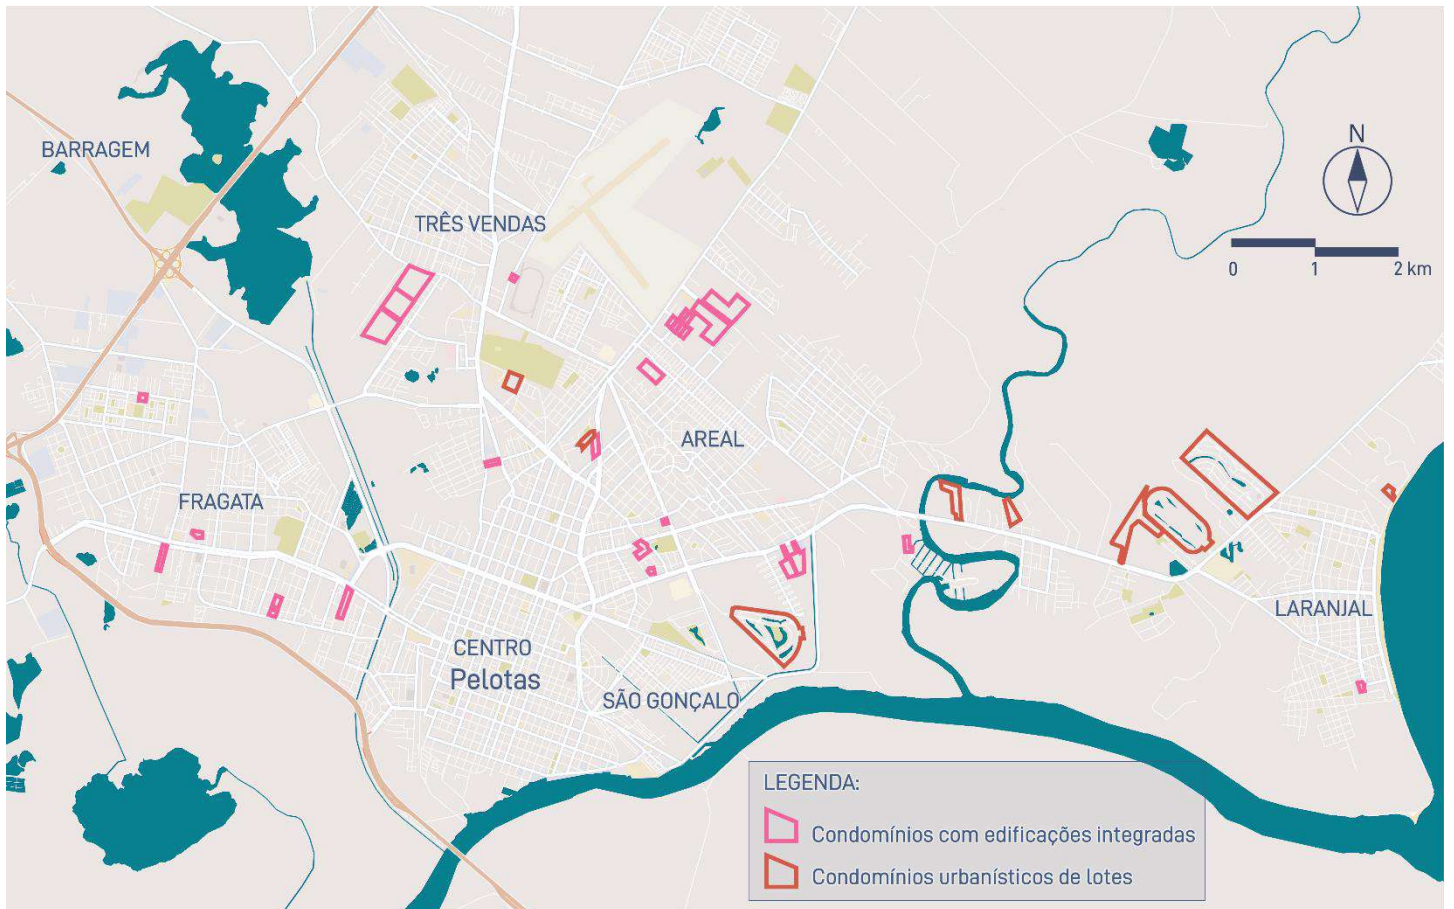 N
BARRAGEM
TRÊS VENDAS
0 1 2 km
AREAL
FRAGATA
LARANJAL
CENTRO
Pelotas
SÃO GONÇALO
LEGENDA:
Condomínios com edificações integradas
Condomínios urbanísticos de lotes